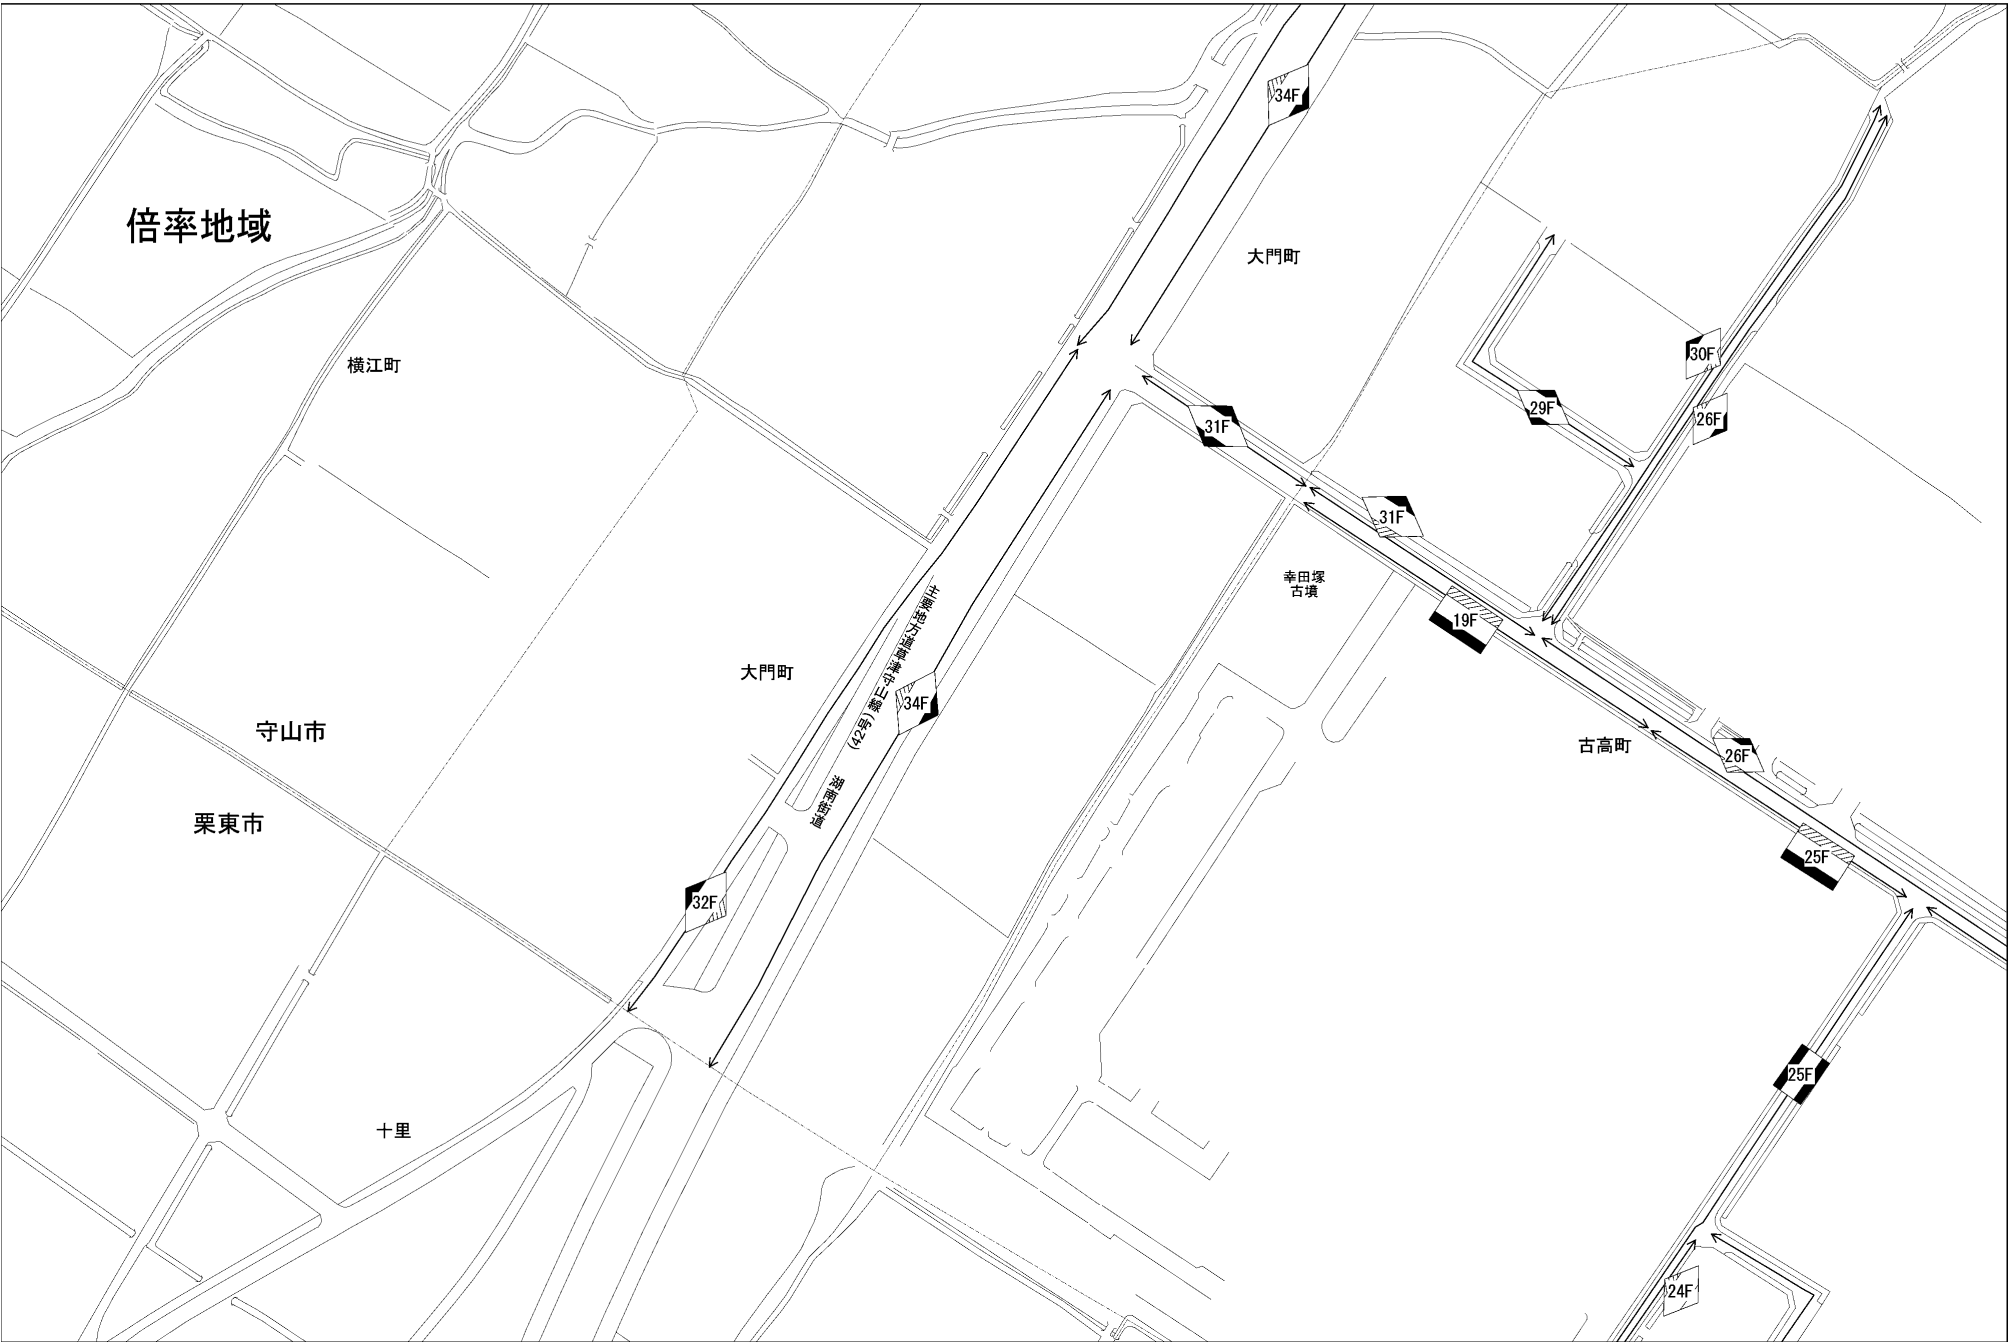 34F
倍率地域
大門町
30F
横江町
29F
26F
31F
31F
幸田塚
古墳
19F
主要地方道草津守山線(42号)
大門町
34F
守山市
古高町
26F
湖南街道
栗東市
25F
32F
25F
十里
24F